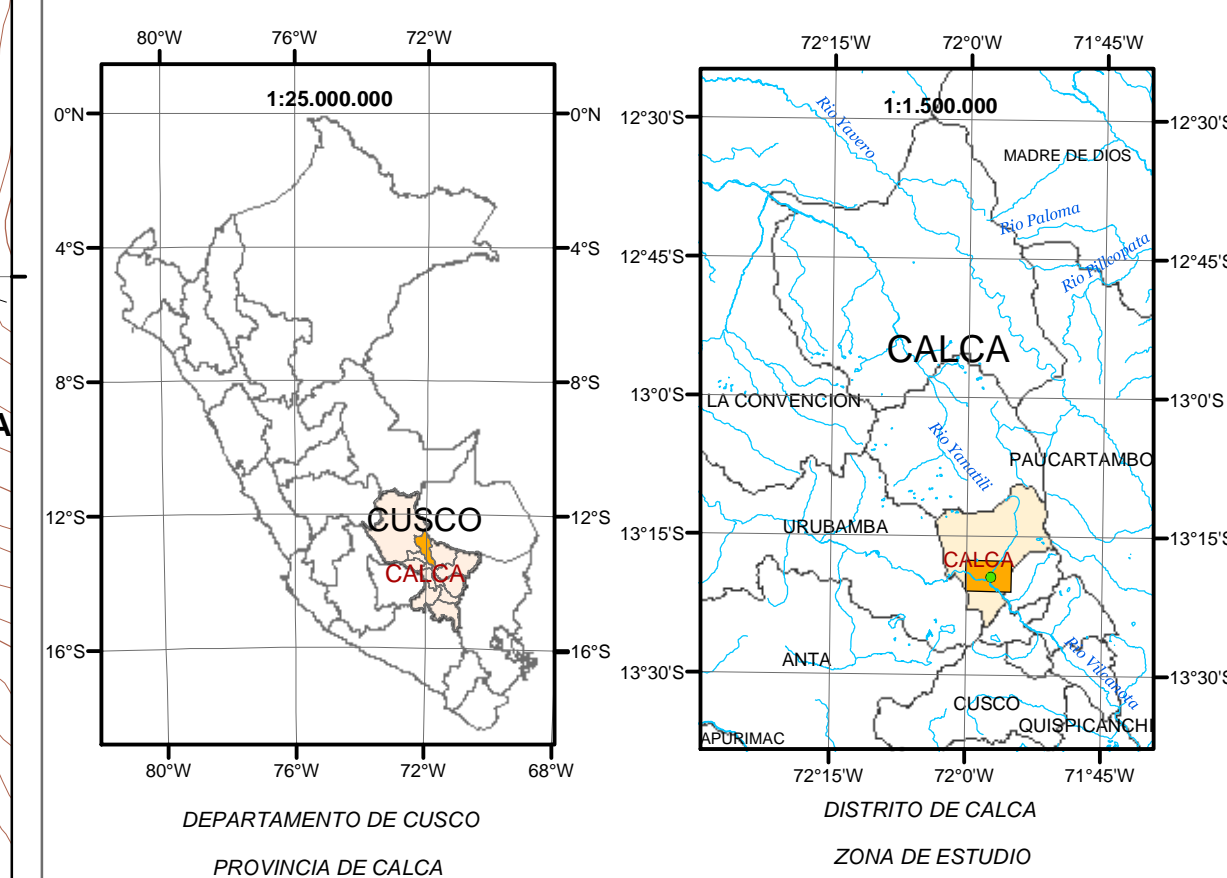 80°W 76°W 72°W
1:25.000.000
0°N 0°N
4°S 4°S
8°S 8°S
12°S 12°S
16°S 16°S
CUSCO
CALCA
80°W 76°W 72°W 68°W
DEPARTAMENTO DE CUSCO
PROVINCIA DE CALCA
A
72°15'W 72°0'W 71°45'W
1:1.500.000
12°30'S 12°30'S
Rio Yavero
MADRE DE DIOS
Rio Paloma
Rio Pillcopata
12°45'S 12°45'S
CALCA
13°0'S 13°0'S
LA CONVENCION
Rio Yanatili
PAUCARTAMBO
URUBAMBA
13°15'S 13°15'S
CALCA
ANTA
Rio Vilcanota
13°30'S 13°30'S
CUSCO
QUISPICANCHI
APURIMAC
72°15'W 72°0'W 71°45'W
DISTRITO DE CALCA
ZONA DE ESTUDIO